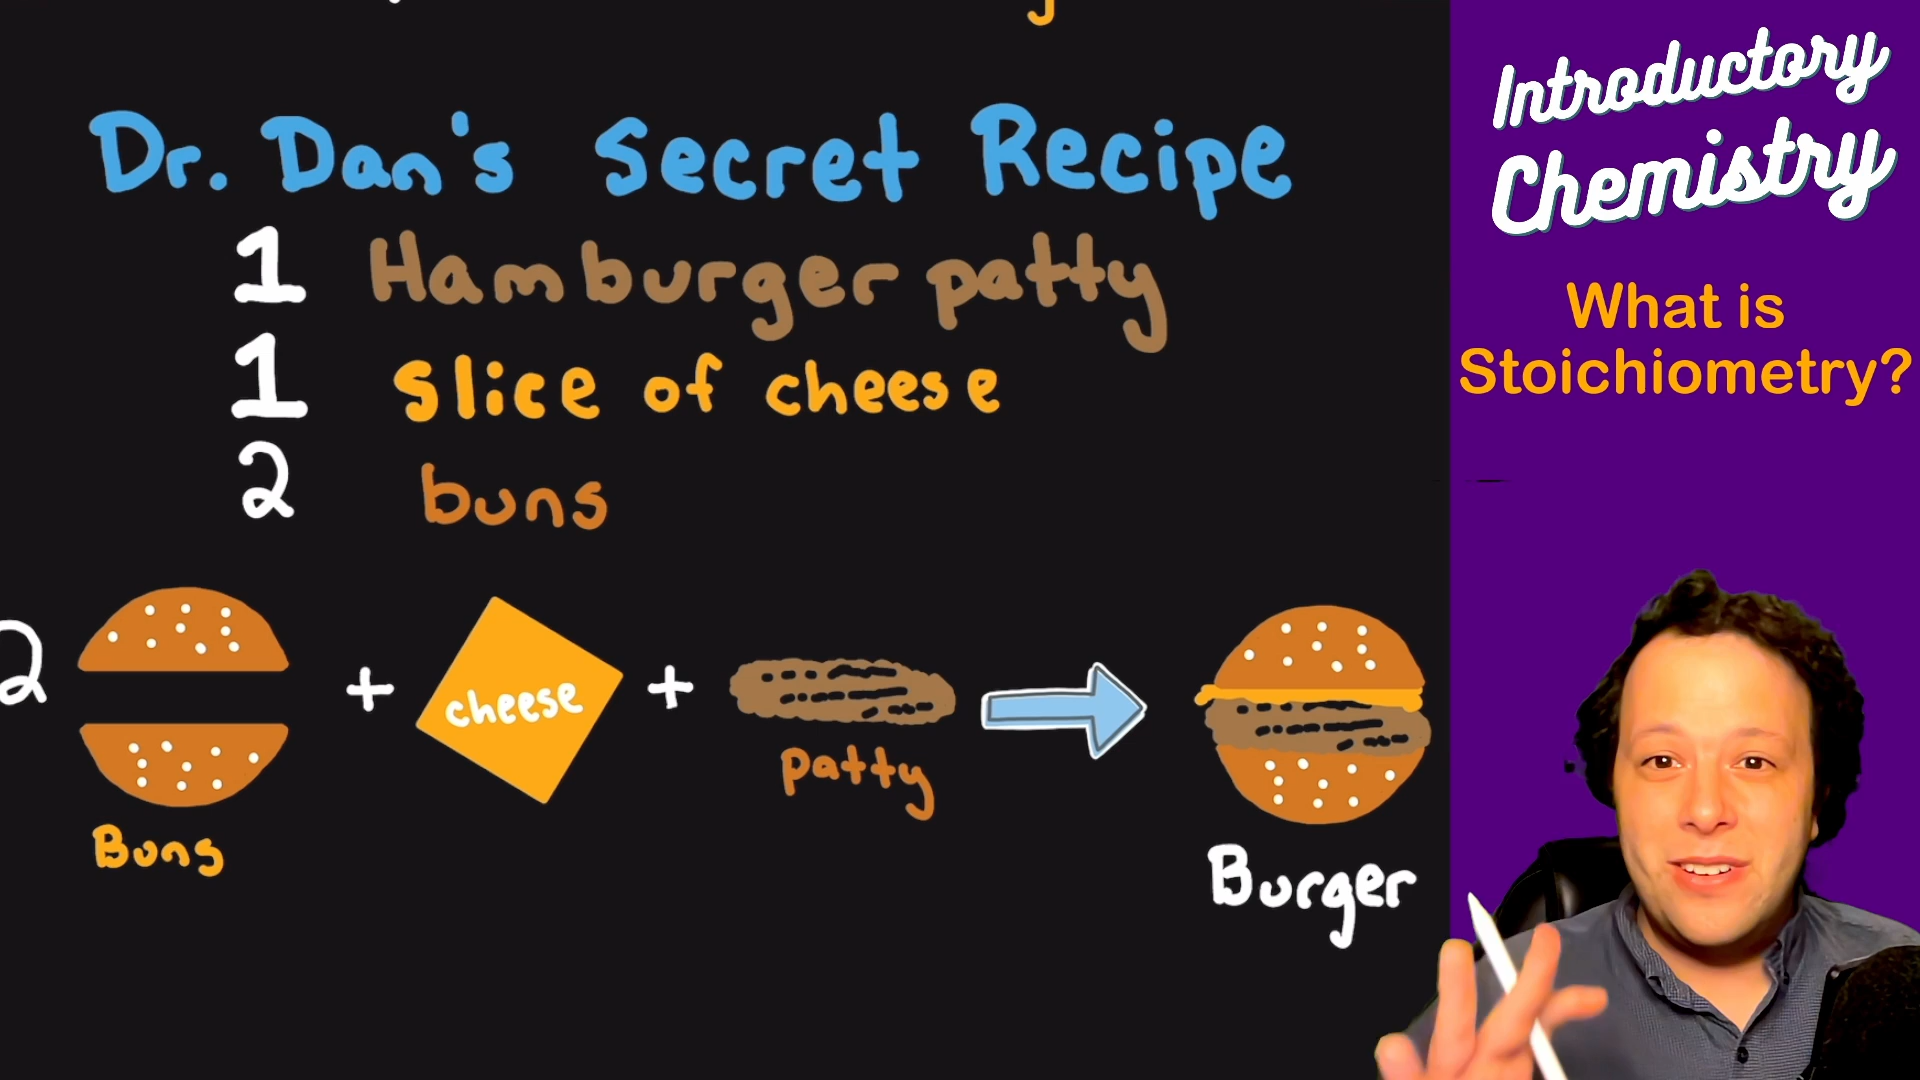 Dr. Dan's Secret Recipe
1 Hamburger patty
1 slice of cheese
2 buns
2 + cheese + 
Buns
patty
Burger
Introductory
Chemistry
What is
Stoichiometry?